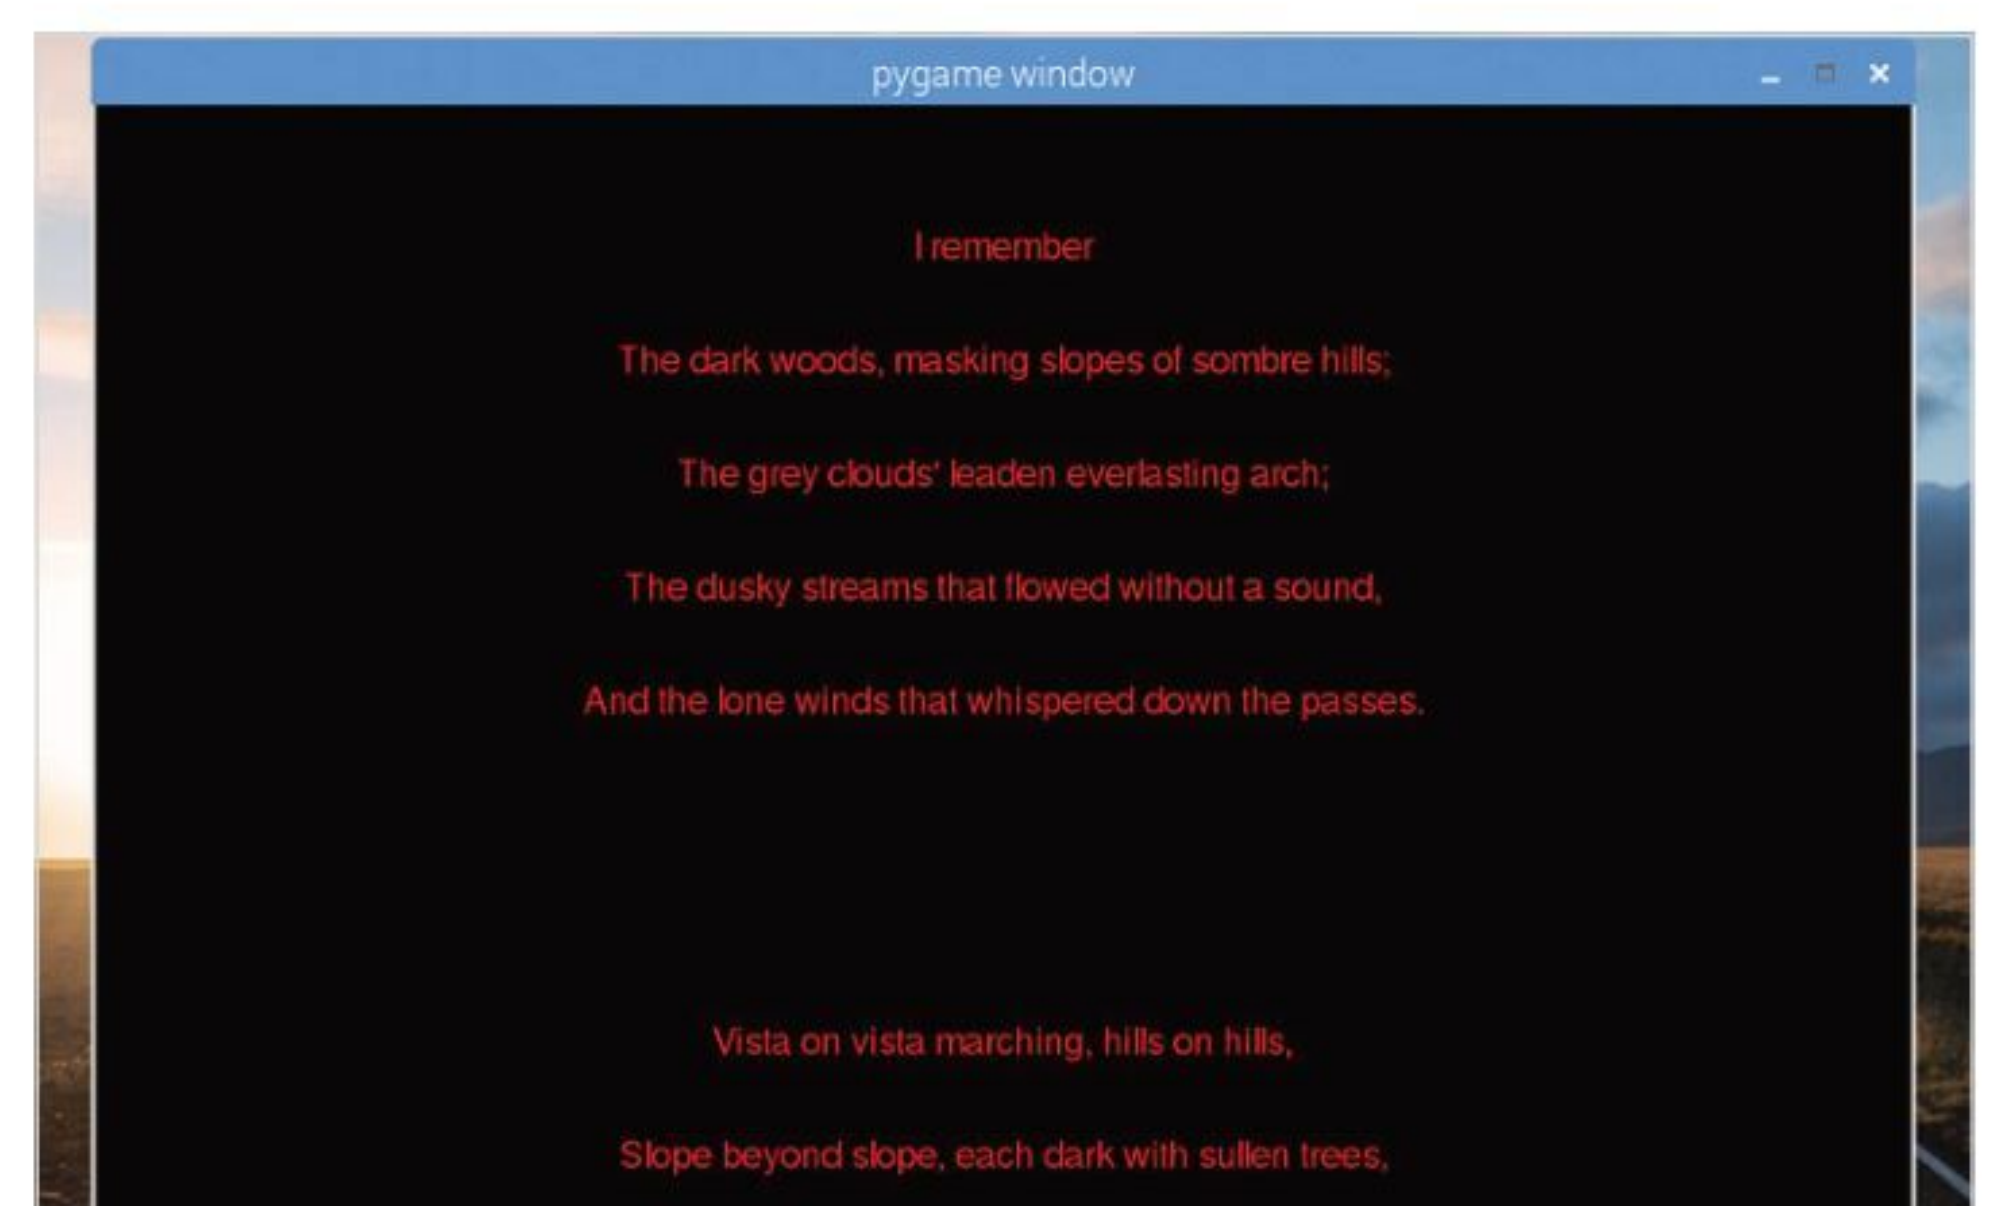 pygame window
I remember
The dark woods, masking slopes of sombre hills;
The grey clouds' leaden everlasting arch;
The dusky streams that flowed without a sound,
And the lone winds that whispered down the passes.
Vista on vista marching, hills on hills,
Slope beyond slope, each dark with sullen trees,